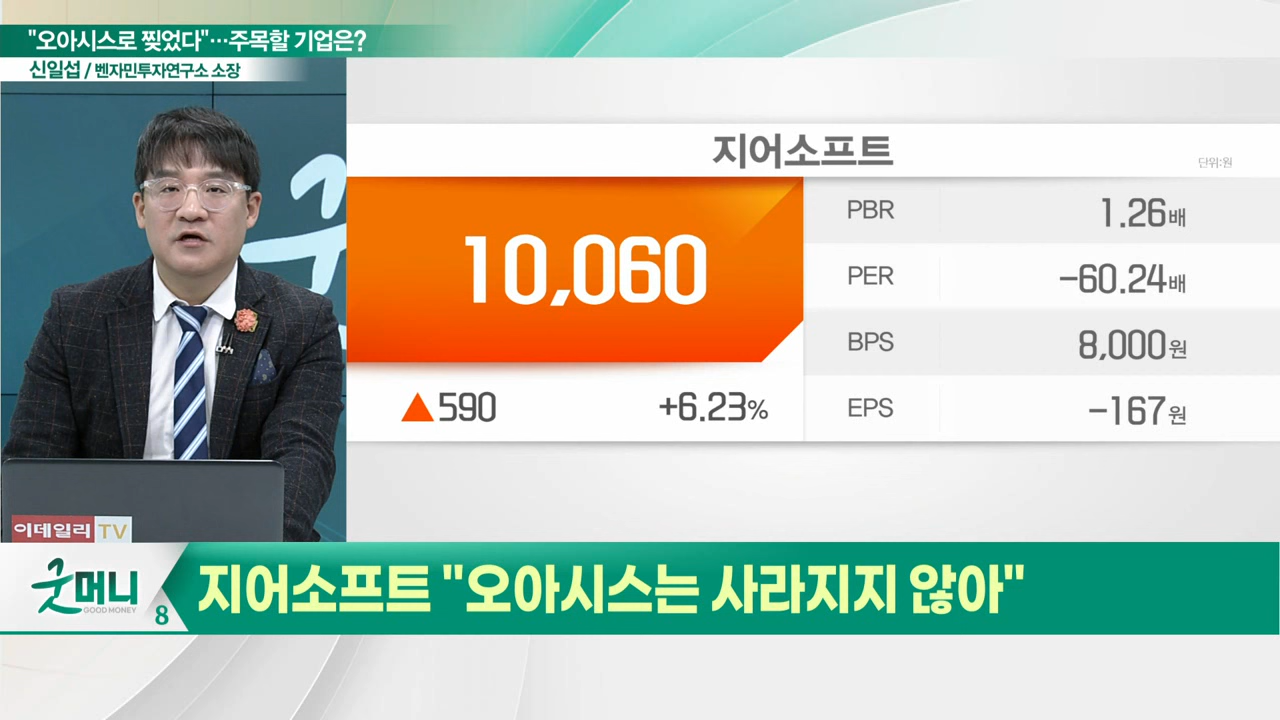 "오아시스로 찢었다"…주목할 기업은?
신일섭 / 벤자민투자연구소 소장
지어소프트
단위:원
10,060
▲590 +6.23%
PBR 1.26배
PER -60.24배
BPS 8,000원
EPS -167원
이데일리TV
굿머니
GOOD MONEY
8
지어소프트 "오아시스는 사라지지 않아"